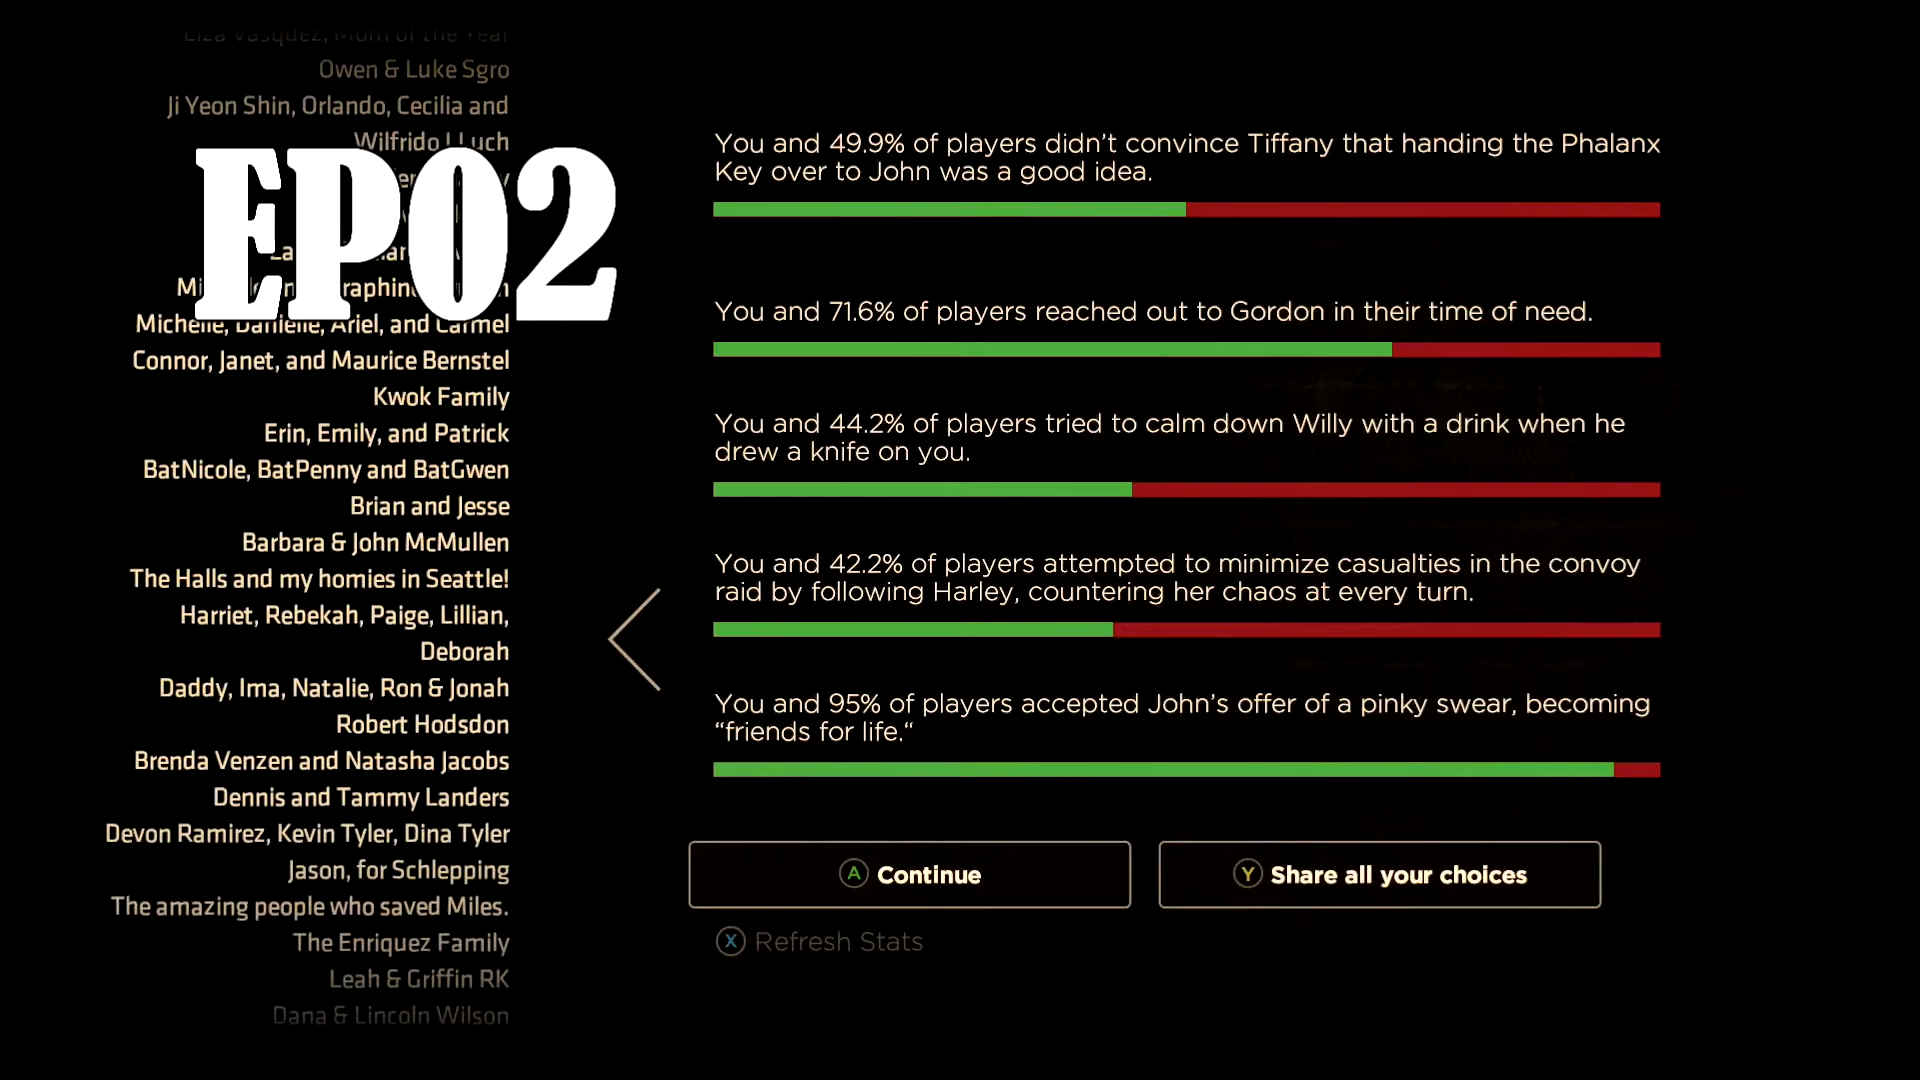 Owen & Luke Sgro
Ji Yeon Shin, Orlando, Cecilia and
Wilfrido LLuch
EP02
Michelle, Danielle, Ariel, and Carmel
Connor, Janet, and Maurice Bernstel
Kwok Family
Erin, Emily, and Patrick
BatNicole, BatPenny and BatGwen
Brian and Jesse
Barbara & John McMullen
The Halls and my homies in Seattle!
Harriet, Rebekah, Paige, Lillian,
Deborah
Daddy, Ima, Natalie, Ron & Jonah
Robert Hodsdon
Brenda Venzen and Natasha Jacobs
Dennis and Tammy Landers
Devon Ramirez, Kevin Tyler, Dina Tyler
Jason, for Schlepping
The amazing people who saved Miles.
The Enriquez Family
Leah & Griffin RK
Dana & Lincoln Wilson
You and 49.9% of players didn’t convince Tiffany that handing the Phalanx
Key over to John was a good idea.
You and 71.6% of players reached out to Gordon in their time of need.
You and 44.2% of players tried to calm down Willy with a drink when he
drew a knife on you.
You and 42.2% of players attempted to minimize casualties in the convoy
raid by following Harley, countering her chaos at every turn.
You and 95% of players accepted John’s offer of a pinky swear, becoming
“friends for life.“
A Continue
Y Share all your choices
X Refresh Stats